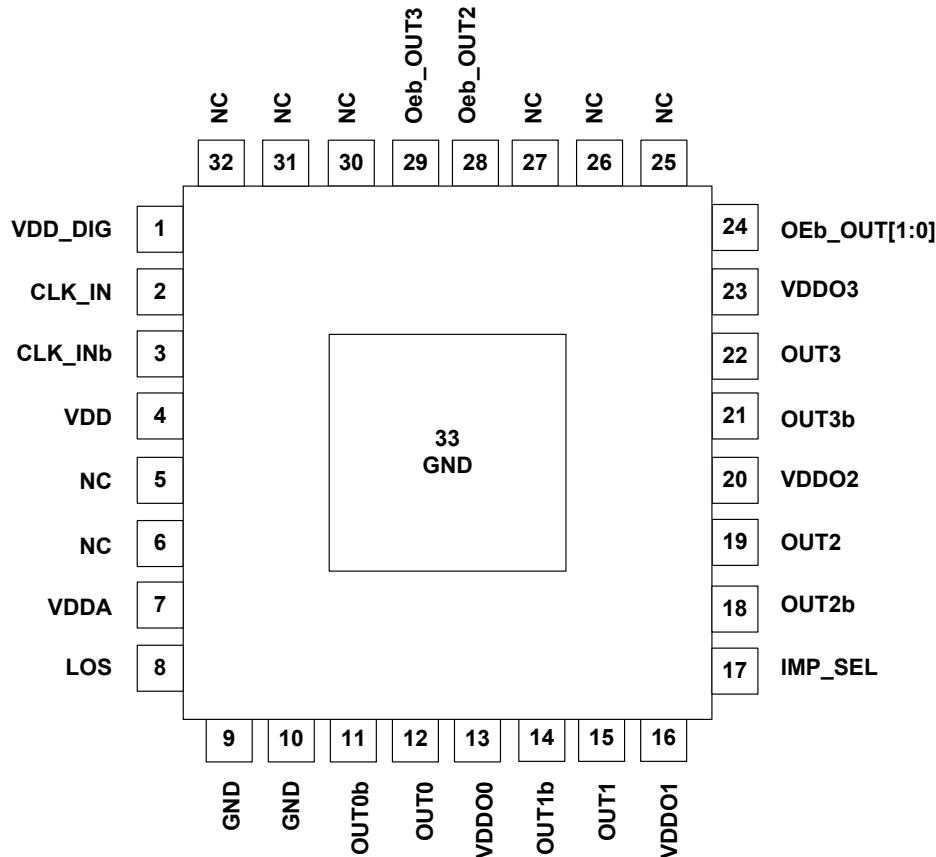 NC NC NC Oeb_OUT3 Oeb_OUT2 NC NC NC
32 31 30 29 28 27 26 25
VDD_DIG 1 24 OEb_OUT[1:0]
CLK_IN 2 23 VDDO3
CLK_INb 3 22 OUT3
VDD 4 21 OUT3b
33
GND
NC 5 20 VDDO2
NC 6 19 OUT2
VDDA 7 18 OUT2b
LOS 8 17 IMP_SEL
9 10 11 12 13 14 15 16
GND GND OUT0b OUT0 VDDO0 OUT1b OUT1 VDDO1